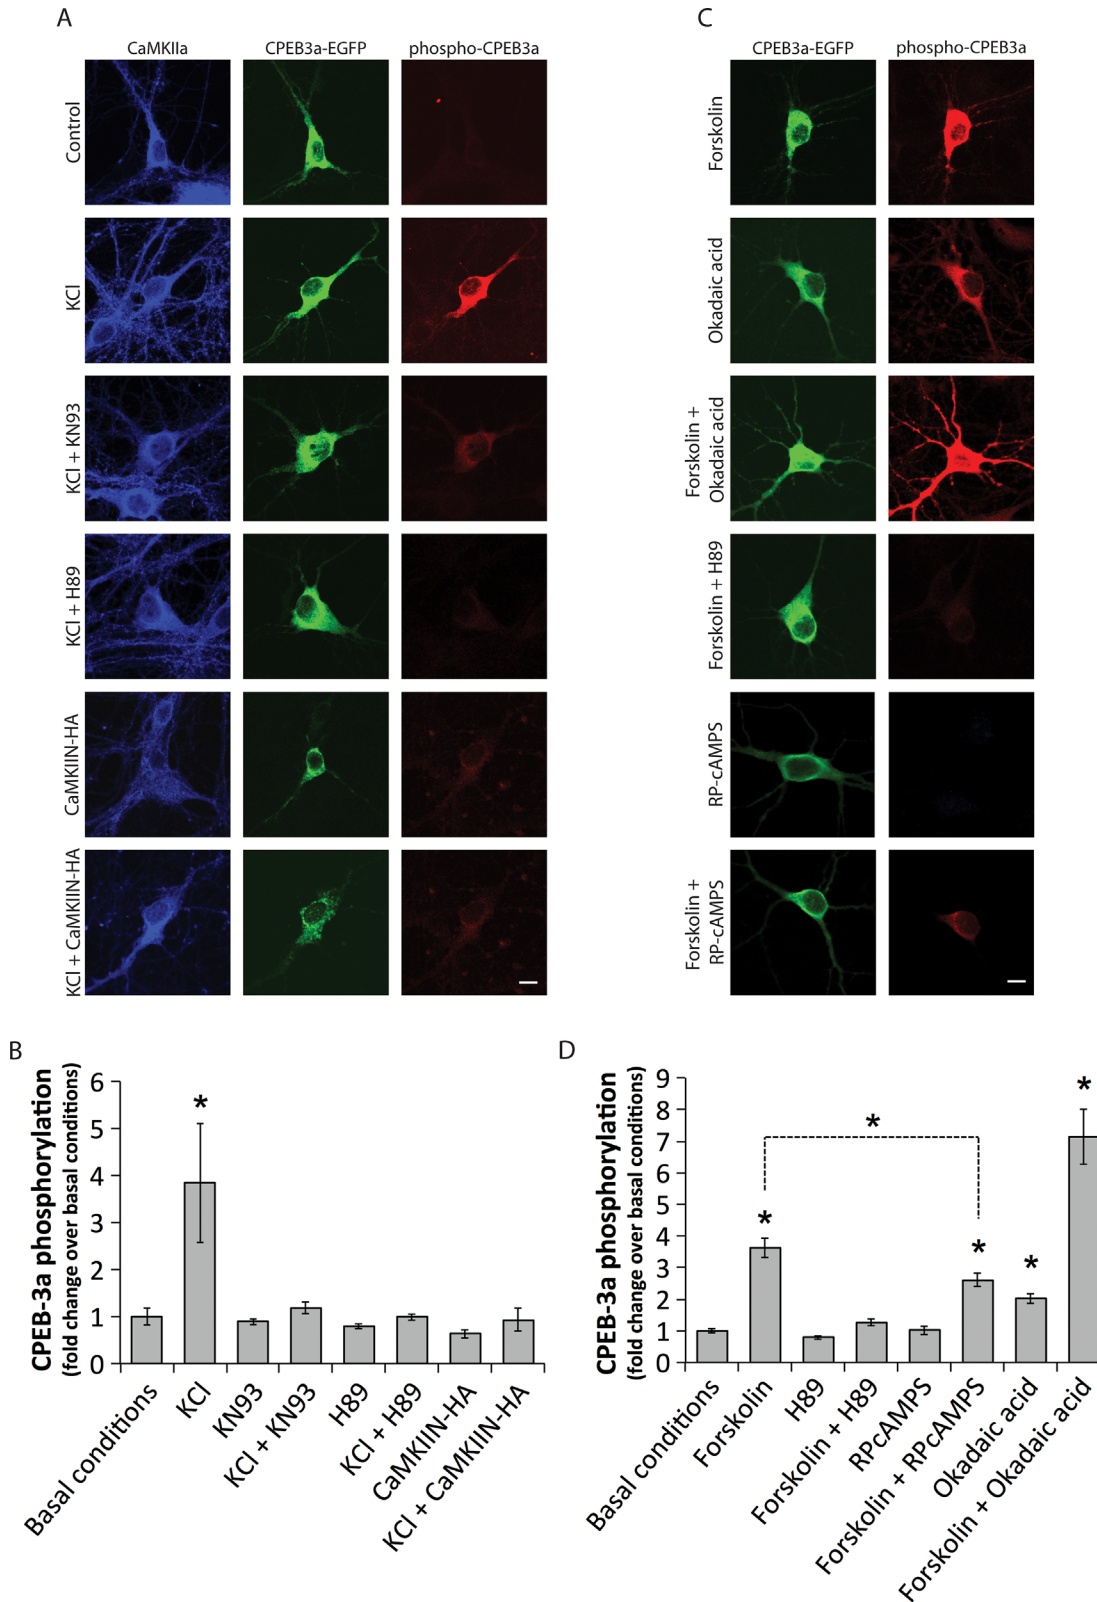 A
CaMKIIa CPEB3a-EGFP phospho-CPEB3a
Control
KCl
KCl + KN93
KCl + H89
CaMKIIN-HA
KCl + CaMKIIN-HA
C
CPEB3a-EGFP phospho-CPEB3a
Forskolin
Okadaic acid
Forskolin +
Okadaic acid
Forskolin + H89
RP-cAMPS
Forskolin +
RP-cAMPS
B
CPEB-3a phosphorylation
(fold change over basal conditions)
6
5
4
3
2
1
0
*
Basal conditions
KCl
KN93
KCl + KN93
H89
KCl + H89
CaMKIIN-HA
KCl + CaMKIIN-HA
D
CPEB-3a phosphorylation
(fold change over basal conditions)
9
8
7
6
5
4
3
2
1
0
*
*
*
*
*
Basal conditions
Forskolin
H89
Forskolin + H89
RPcAMPS
Forskolin + RPcAMPS
Okadaic acid
Forskolin + Okadaic acid